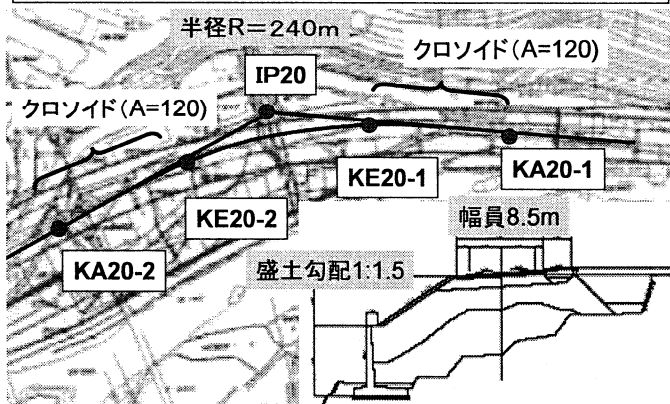 半径R=240m
クロソイド(A=120)
IP20
クロソイド(A=120)
KE20-1
KA20-1
KE20-2
KA20-2
幅員8.5m
盛土勾配1:1.5